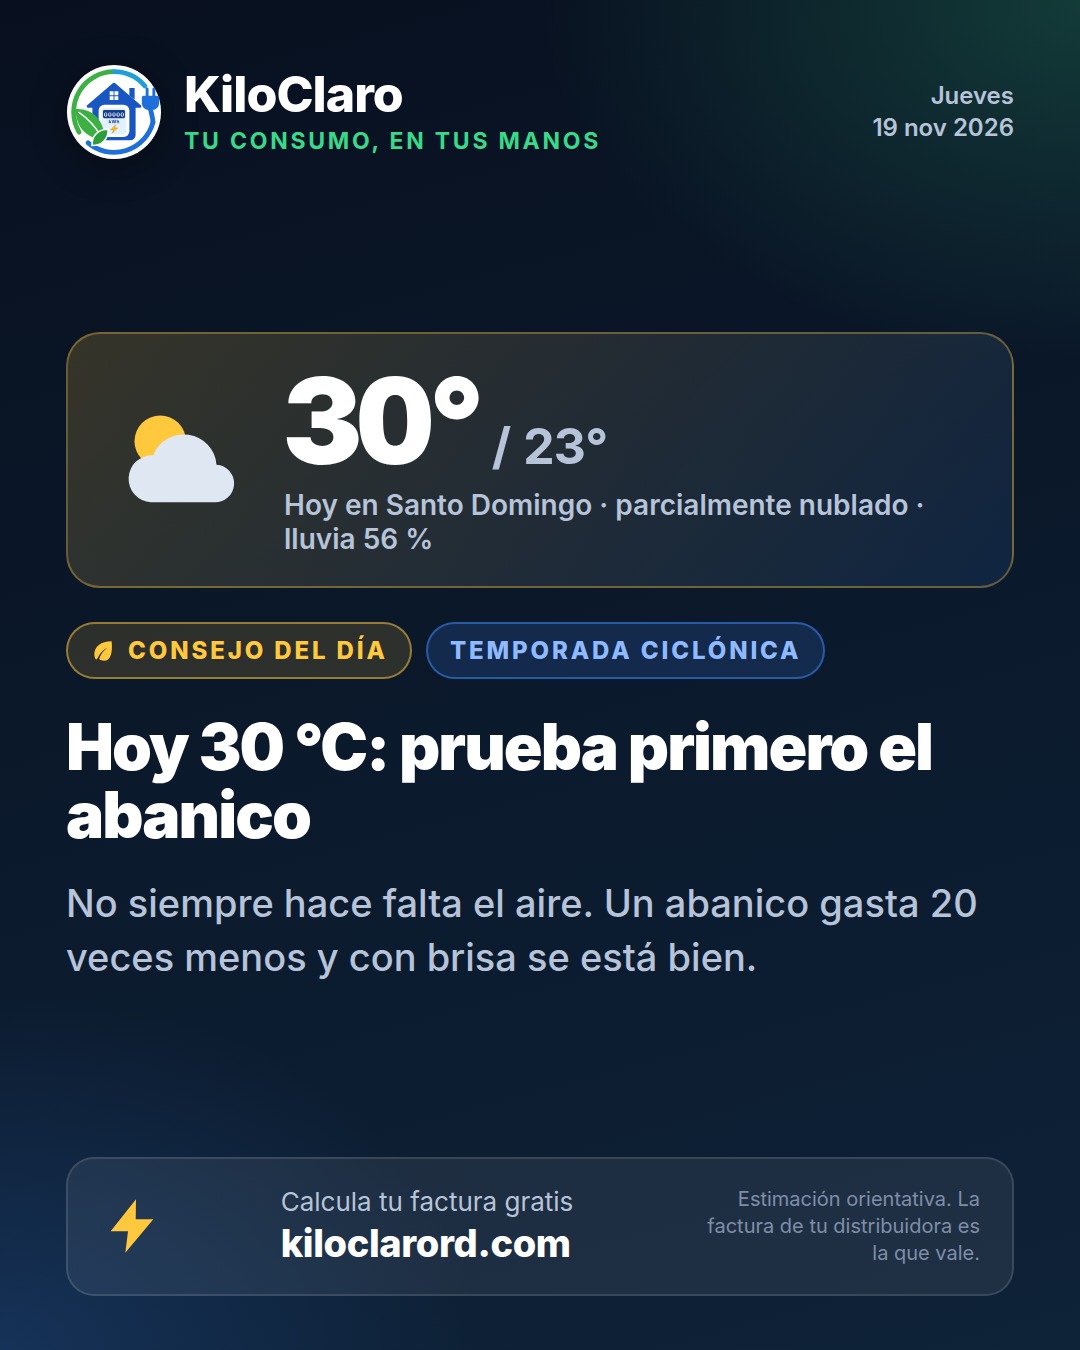 KiloClaro
TU CONSUMO, EN TUS MANOS
Jueves
19 nov 2026
30° / 23°
Hoy en Santo Domingo · parcialmente nublado ·
lluvia 56 %
CONSEJO DEL DÍA
TEMPORADA CICLÓNICA
Hoy 30 °C: prueba primero el
abanico
No siempre hace falta el aire. Un abanico gasta 20
veces menos y con brisa se está bien.
Calcula tu factura gratis
kiloclarord.com
Estimación orientativa. La
factura de tu distribuidora es
la que vale.